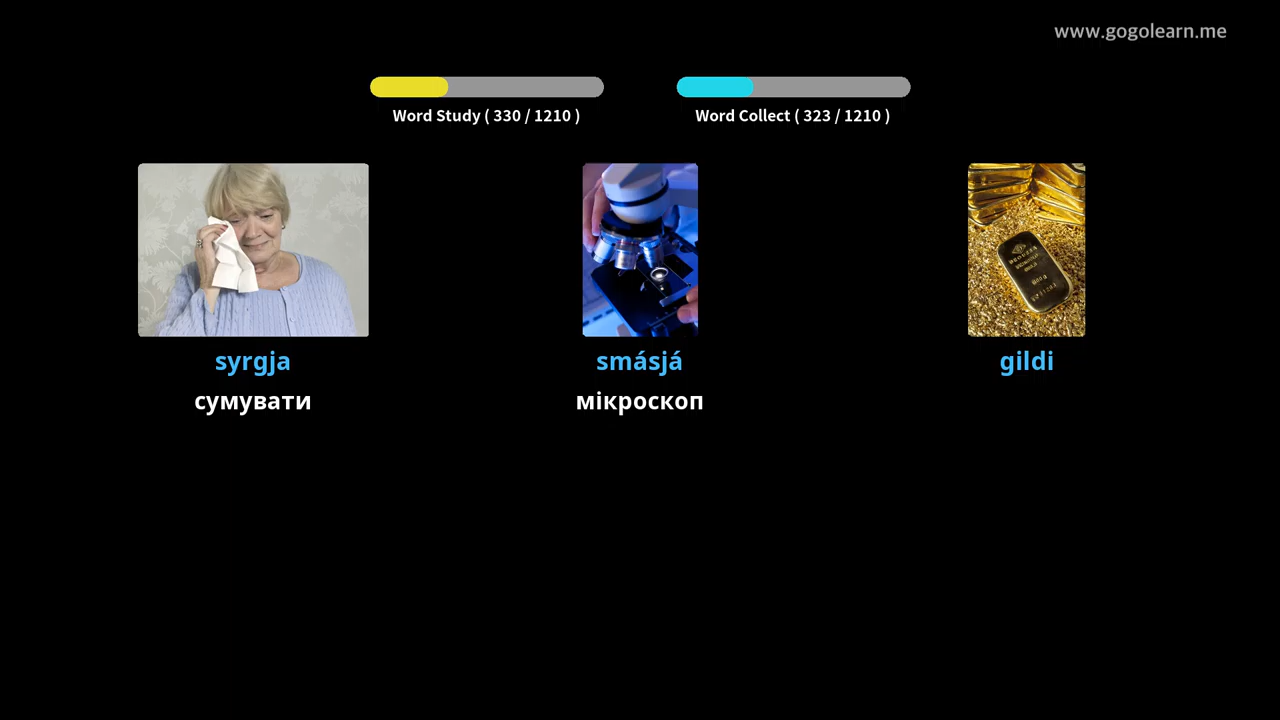 www.gogolearn.me
Word Study ( 330 / 1210 )
Word Collect ( 323 / 1210 )
syrgja
smásjá
gildi
сумувати
мікроскоп